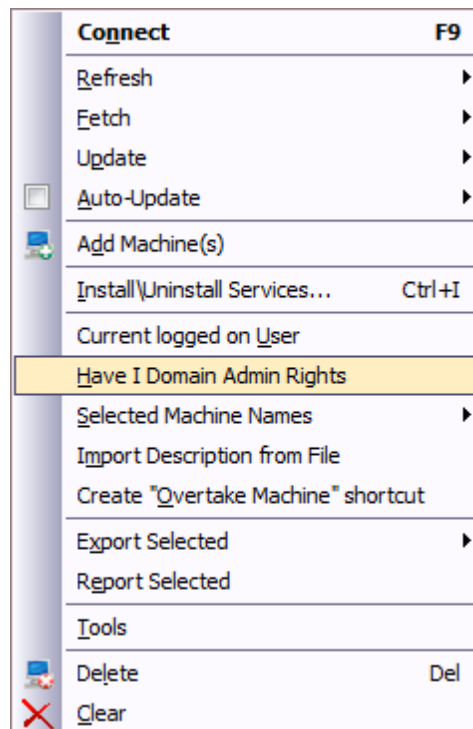 Connect F9
Refresh
Fetch
Update
Auto-Update
Add Machine(s)
Install\Uninstall Services... Ctrl+I
Current logged on User
Have I Domain Admin Rights
Selected Machine Names
Import Description from File
Create "Overtake Machine" shortcut
Export Selected
Report Selected
Tools
Delete Del
Clear